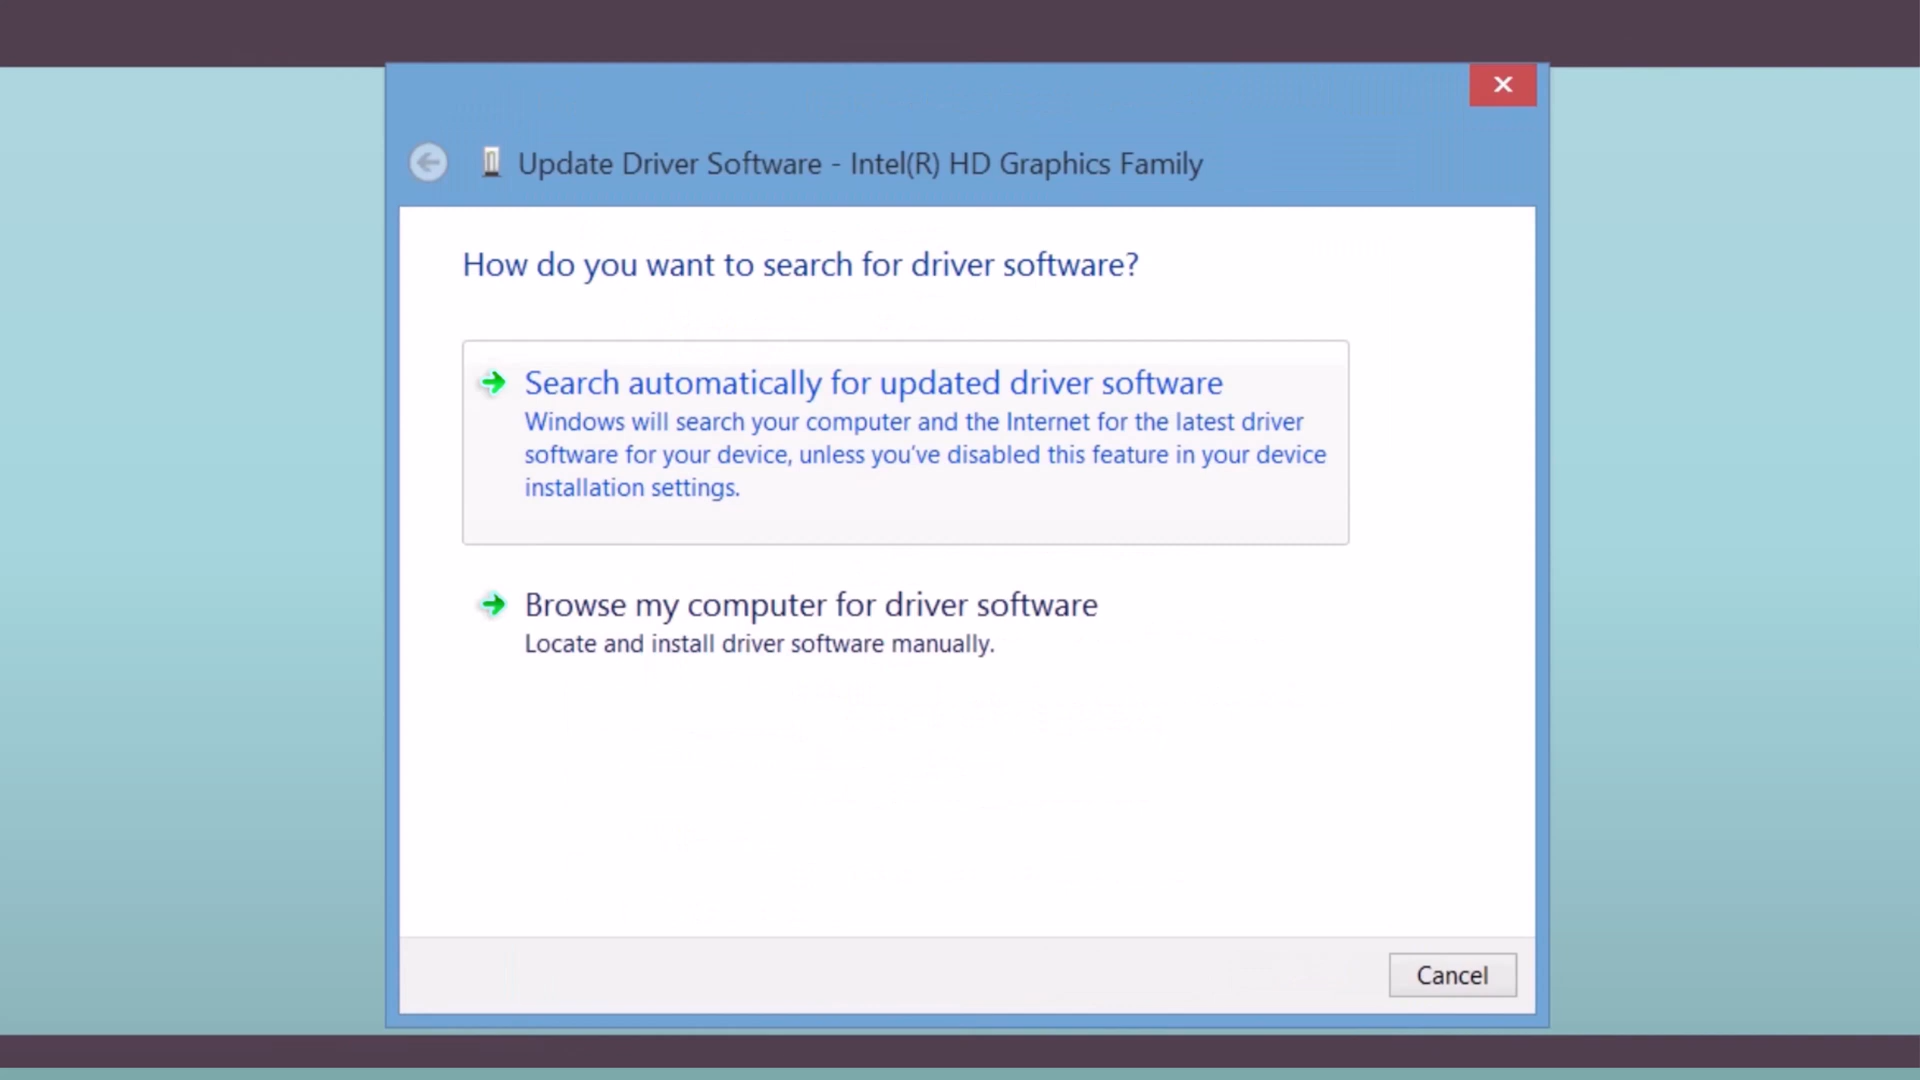 Update Driver Software - Intel(R) HD Graphics Family
How do you want to search for driver software?
Search automatically for updated driver software
Windows will search your computer and the Internet for the latest driver
software for your device, unless you've disabled this feature in your device
installation settings.
Browse my computer for driver software
Locate and install driver software manually.
Cancel